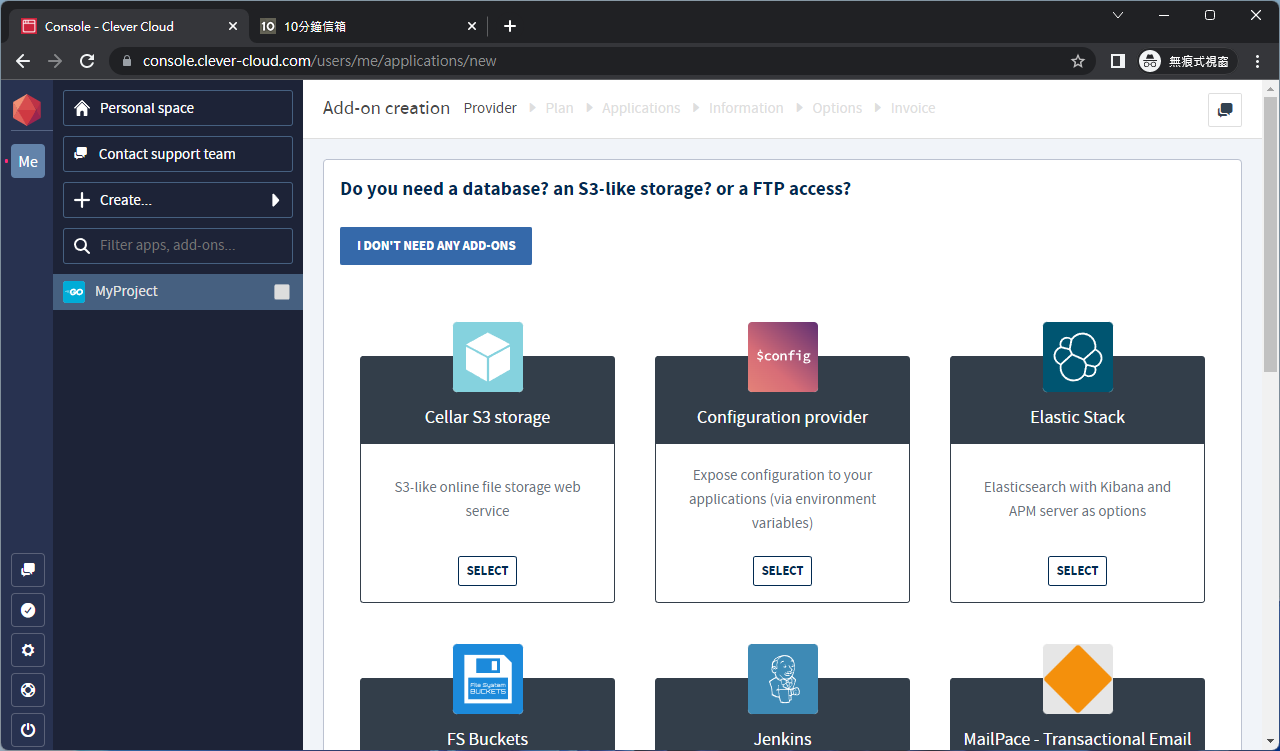 Console - Clever Cloud
10 10分鐘信箱
console.clever-cloud.com/users/me/applications/new
無痕式視窗
Me
Personal space
Contact support team
Create...
Filter apps, add-ons...
GO MyProject
Add-on creation Provider Plan Applications Information Options Invoice
Do you need a database? an S3-like storage? or a FTP access?
I DON'T NEED ANY ADD-ONS
Cellar S3 storage
S3-like online file storage web
service
SELECT
$config
Configuration provider
Expose configuration to your
applications (via environment
variables)
SELECT
Elastic Stack
Elasticsearch with Kibana and
APM server as options
SELECT
File System
BUCKETS
FS Buckets
Jenkins
MailPace - Transactional Email